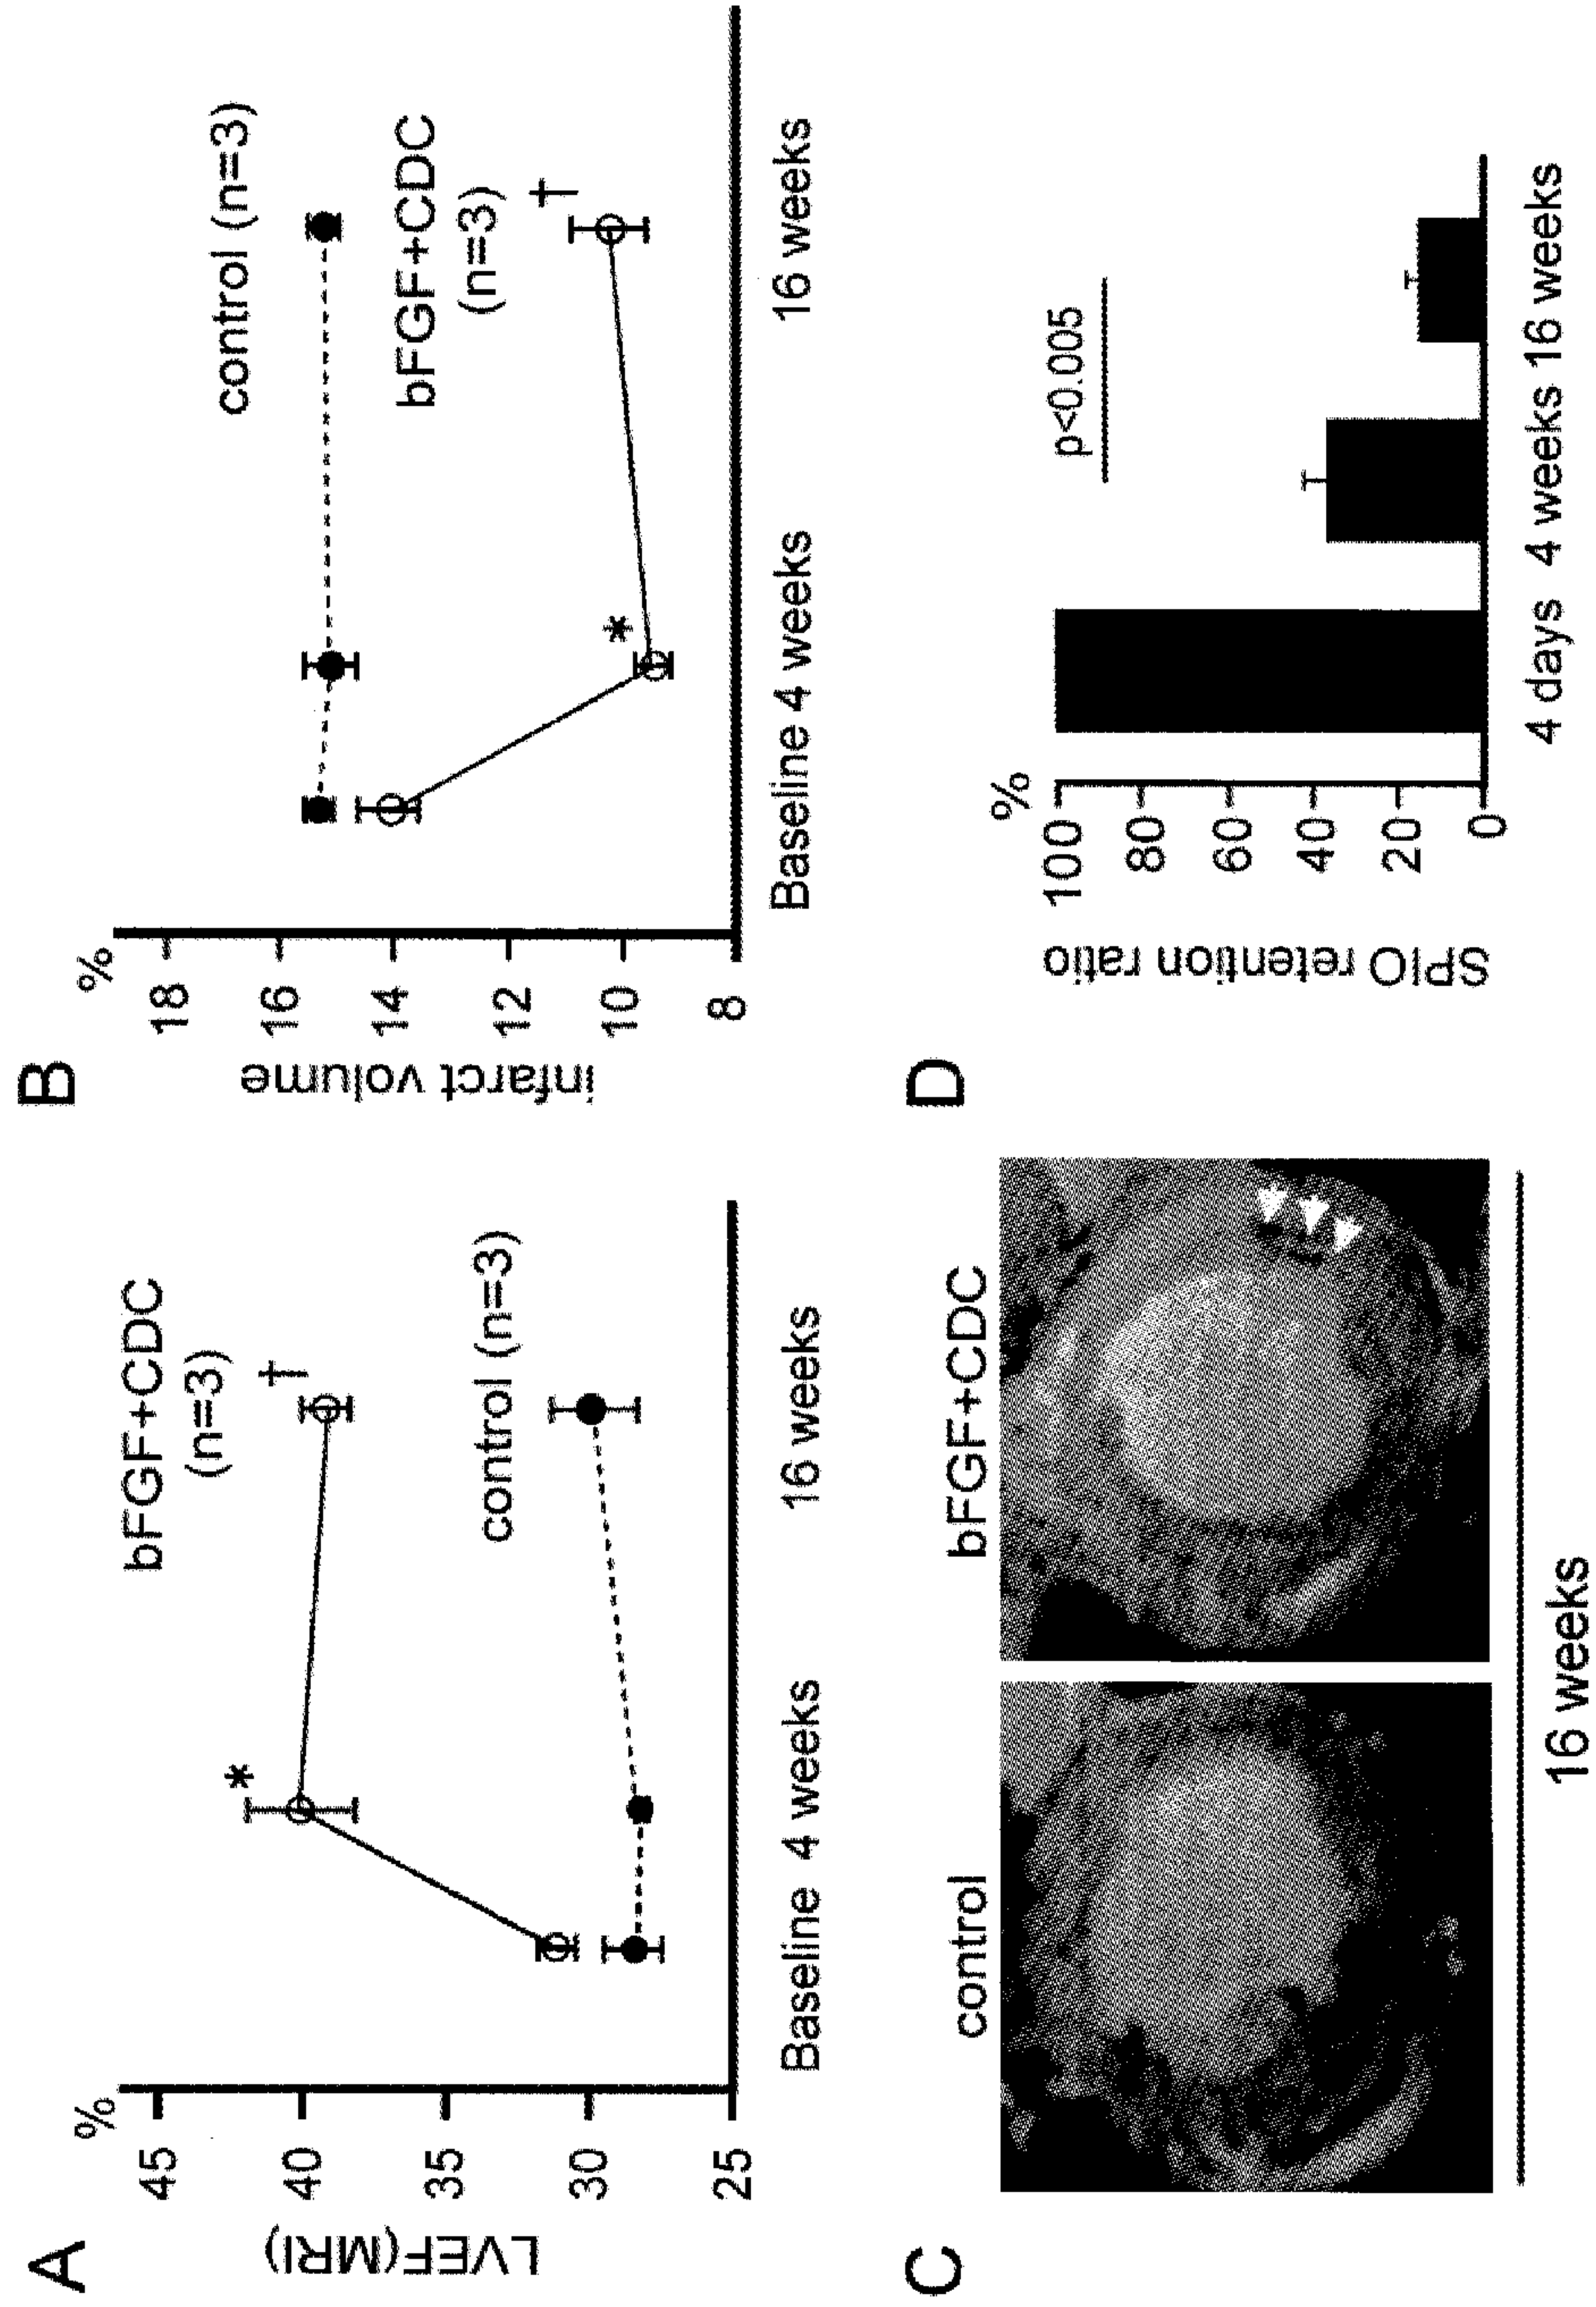 A
%
LVEF(MRI)
45
40
35
30
25
*
bFGF+CDC
(n=3)
†
control (n=3)
Baseline 4 weeks 16 weeks
B
%
infarct volume
18
16
14
12
10
8
control (n=3)
bFGF+CDC
(n=3)
†
*
Baseline 4 weeks 16 weeks
C
control bFGF+CDC
16 weeks
D
%
SPIO retention ratio
100
80
60
40
20
0
p<0.005
4 days 4 weeks 16 weeks